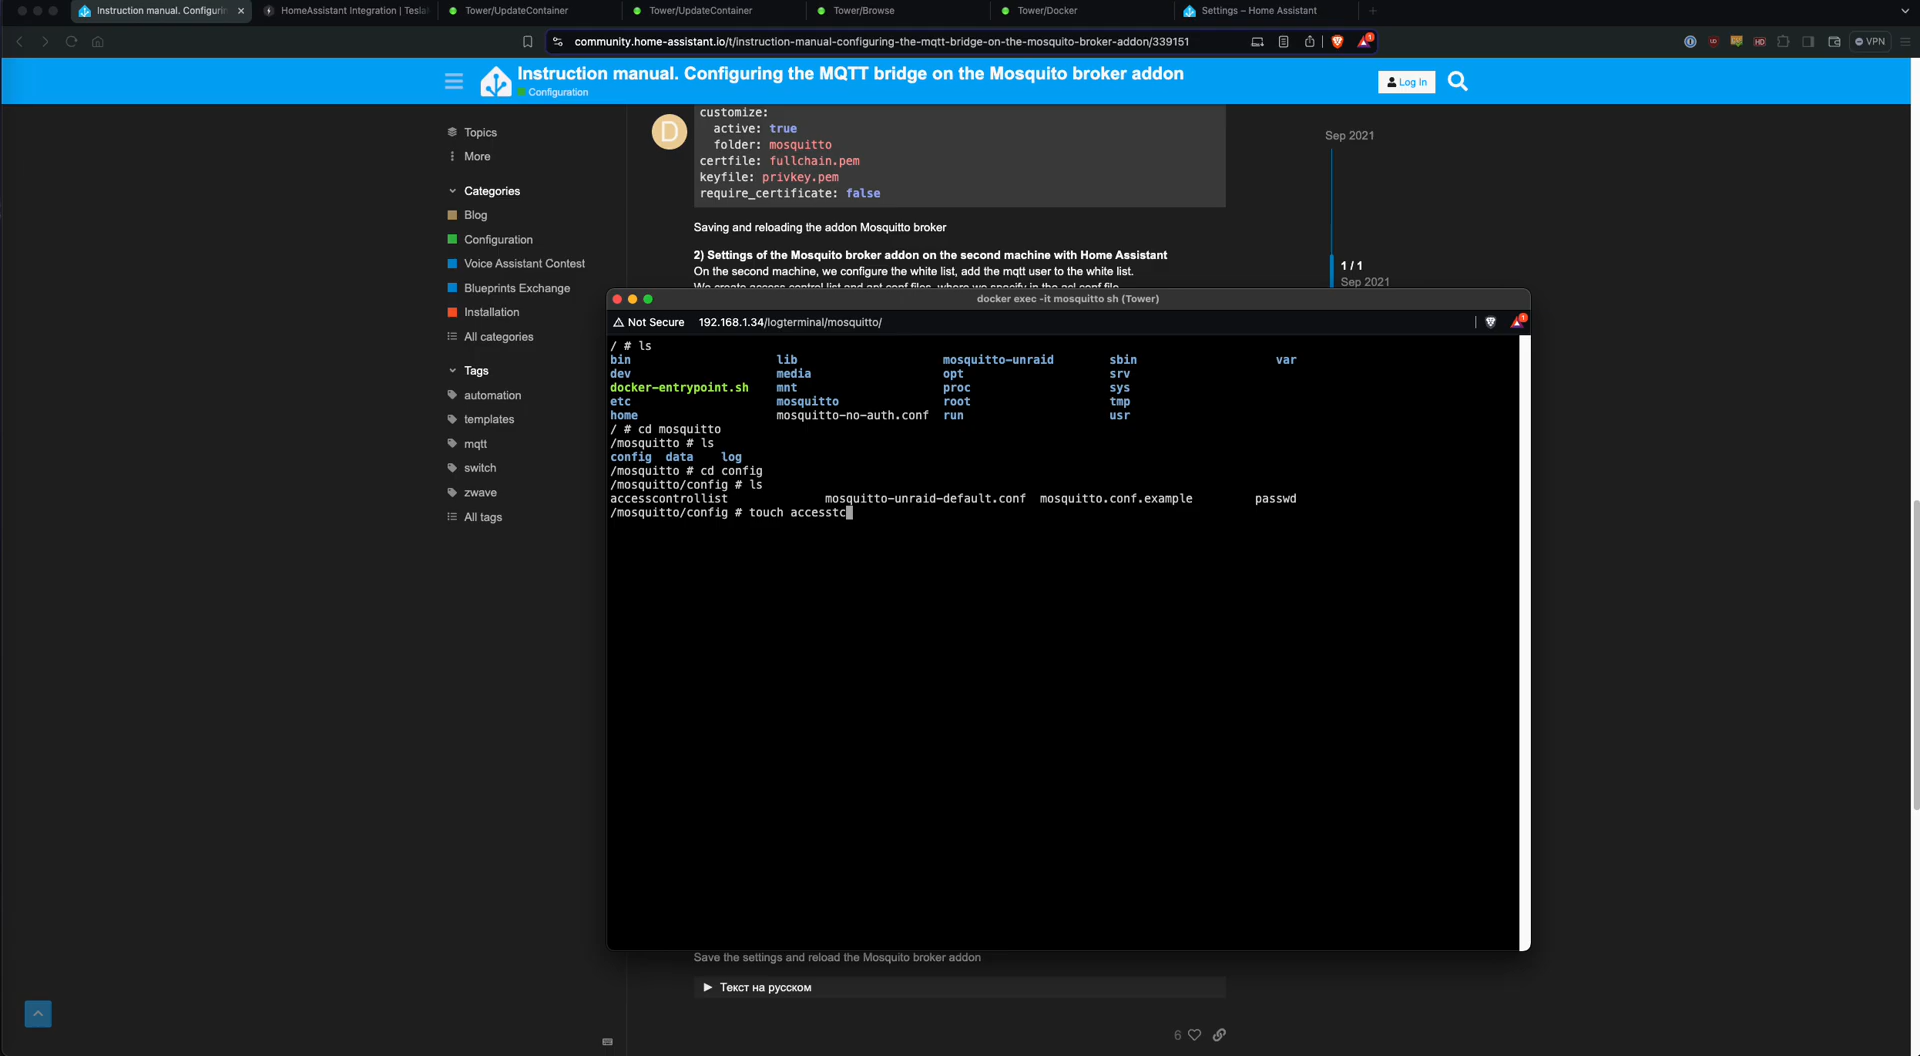 Instruction manual. Configurin
HomeAssistant Integration | Tesla
Tower/UpdateContainer
Tower/UpdateContainer
Tower/Browse
Tower/Docker
Settings – Home Assistant
community.home-assistant.io/t/instruction-manual-configuring-the-mqtt-bridge-on-the-mosquito-broker-addon/339151
1
HD
VPN
Instruction manual. Configuring the MQTT bridge on the Mosquito broker addon
Configuration
Log In
Topics
More
Categories
Blog
Configuration
Voice Assistant Contest
Blueprints Exchange
Installation
All categories
Tags
automation
templates
mqtt
switch
zwave
All tags
D
customize:
active: true
folder: mosquitto
certfile: fullchain.pem
keyfile: privkey.pem
require_certificate: false
Saving and reloading the addon Mosquitto broker
2) Settings of the Mosquito broker addon on the second machine with Home Assistant
On the second machine, we configure the white list, add the mqtt user to the white list.
Sep 2021
1 / 1
Sep 2021
docker exec -it mosquitto sh (Tower)
Not Secure 192.168.1.34/logterminal/mosquitto/
1
/ # ls
bin lib mosquitto-unraid sbin var
dev media opt srv
docker-entrypoint.sh mnt proc sys
etc mosquitto root tmp
home mosquitto-no-auth.conf run usr
/ # cd mosquitto
/mosquitto # ls
config data log
/mosquitto # cd config
/mosquitto/config # ls
accesscontrollist mosquitto-unraid-default.conf mosquitto.conf.example passwd
/mosquitto/config # touch accesstc
Save the settings and reload the Mosquito broker addon
Текст на русском
6